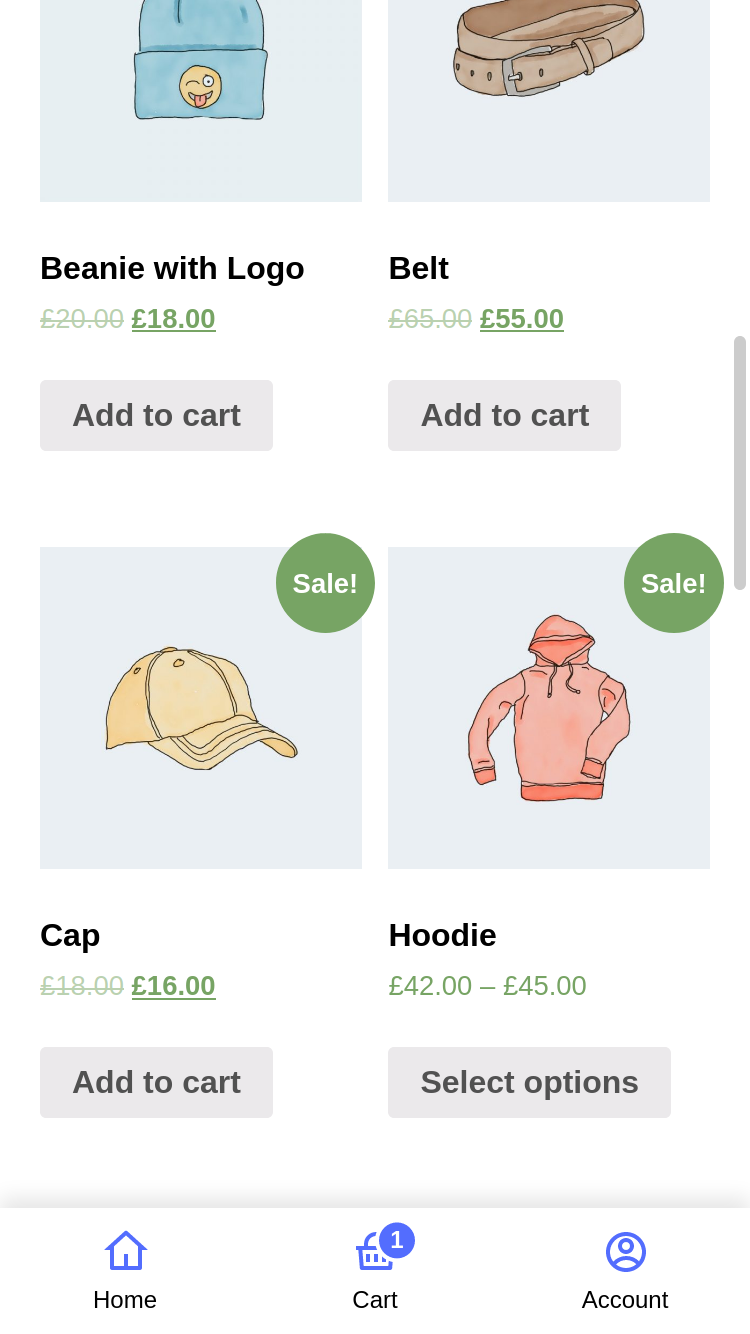 Beanie with Logo
£20.00 £18.00
Add to cart
Belt
£65.00 £55.00
Add to cart
Sale!
Cap
£18.00 £16.00
Add to cart
Sale!
Hoodie
£42.00 – £45.00
Select options
Home
1
Cart
Account